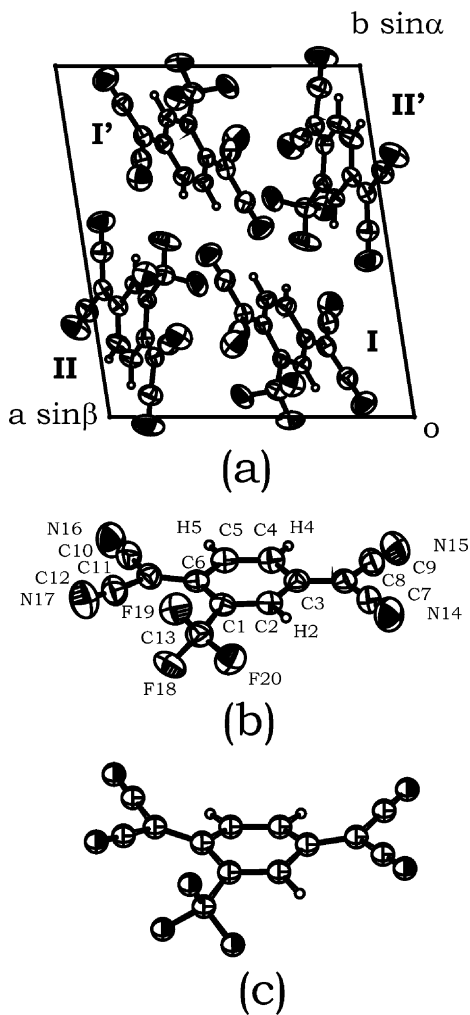 b sinα
II'
I'
I
II
a sinβ
o
(a)
N16
H5
C5
C4
H4
N15
C10
C11
C12
C6
C9
C8
N17
F19
C3
C7
C1
C2
N14
C13
H2
F18
F20
(b)
(c)